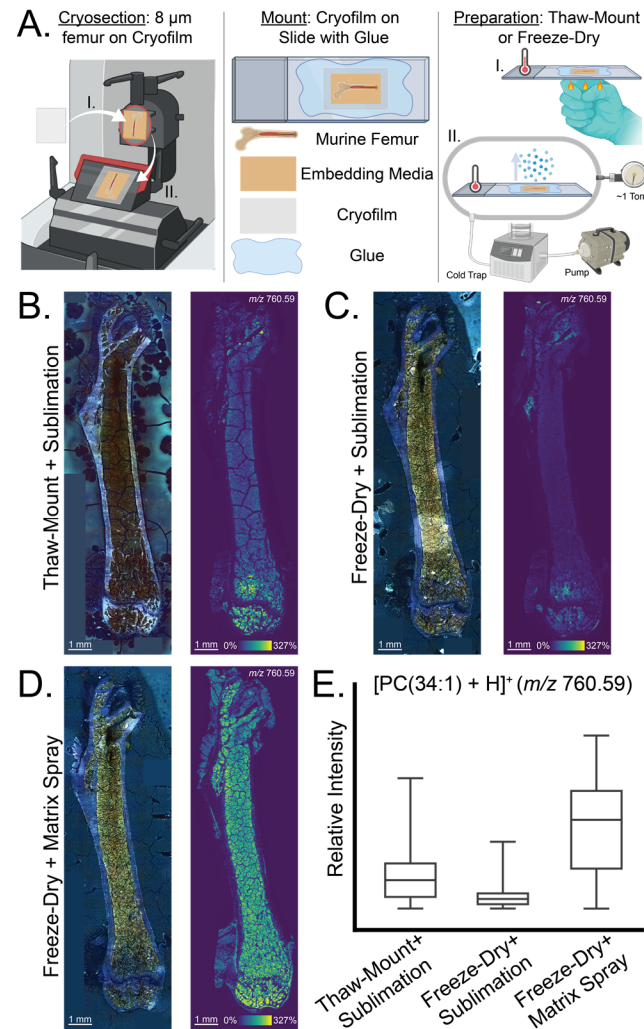 A.
Cryosection: 8 µm
femur on Cryofilm
I.
II.
Mount: Cryofilm on
Slide with Glue
Murine Femur
Embedding Media
Cryofilm
Glue
Preparation: Thaw-Mount
or Freeze-Dry
I.
II.
~1 Torr
Cold Trap
Pump
B.
Thaw-Mount + Sublimation
m/z 760.59
1 mm
1 mm
0%
327%
C.
Freeze-Dry + Sublimation
m/z 760.59
1 mm
1 mm
0%
327%
D.
Freeze-Dry + Matrix Spray
m/z 760.59
1 mm
1 mm
0%
327%
E.
[PC(34:1) + H]⁺ (m/z 760.59)
Relative Intensity
Thaw-Mount+
Sublimation
Freeze-Dry+
Sublimation
Freeze-Dry+
Matrix Spray